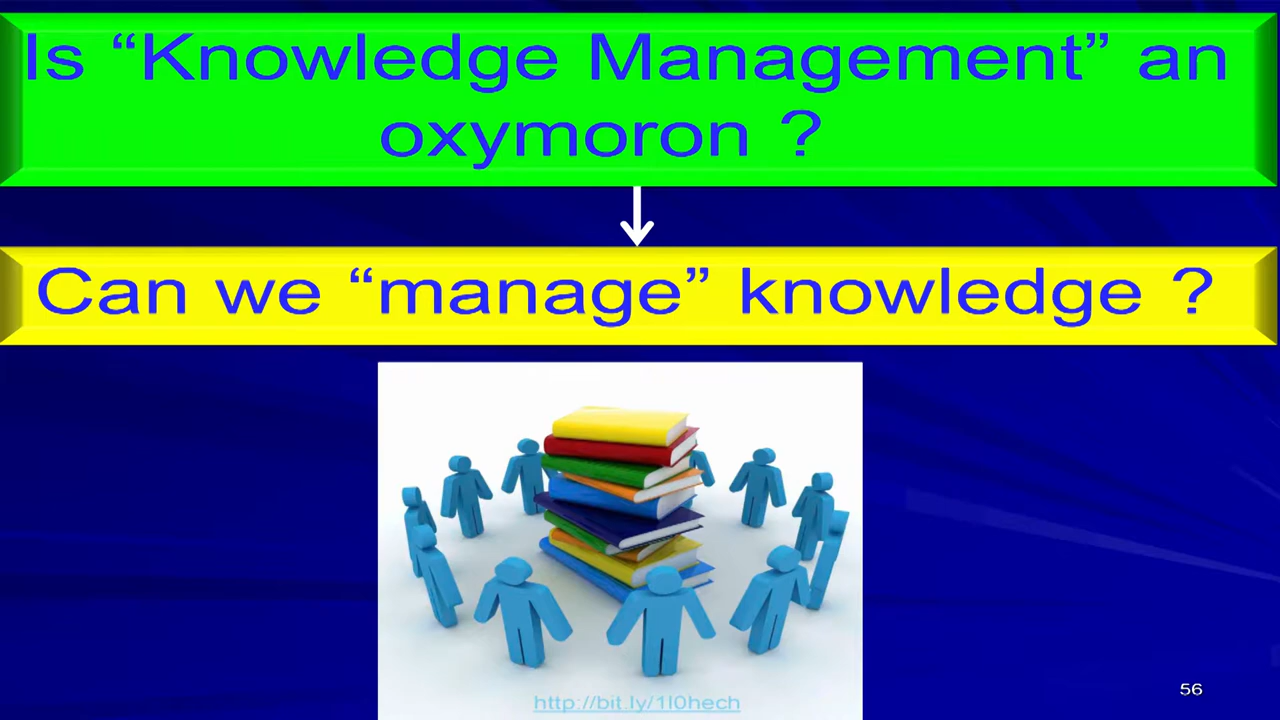 Is “Knowledge Management” an
oxymoron ?
Can we “manage” knowledge ?
http://bit.ly/1l0hech
56